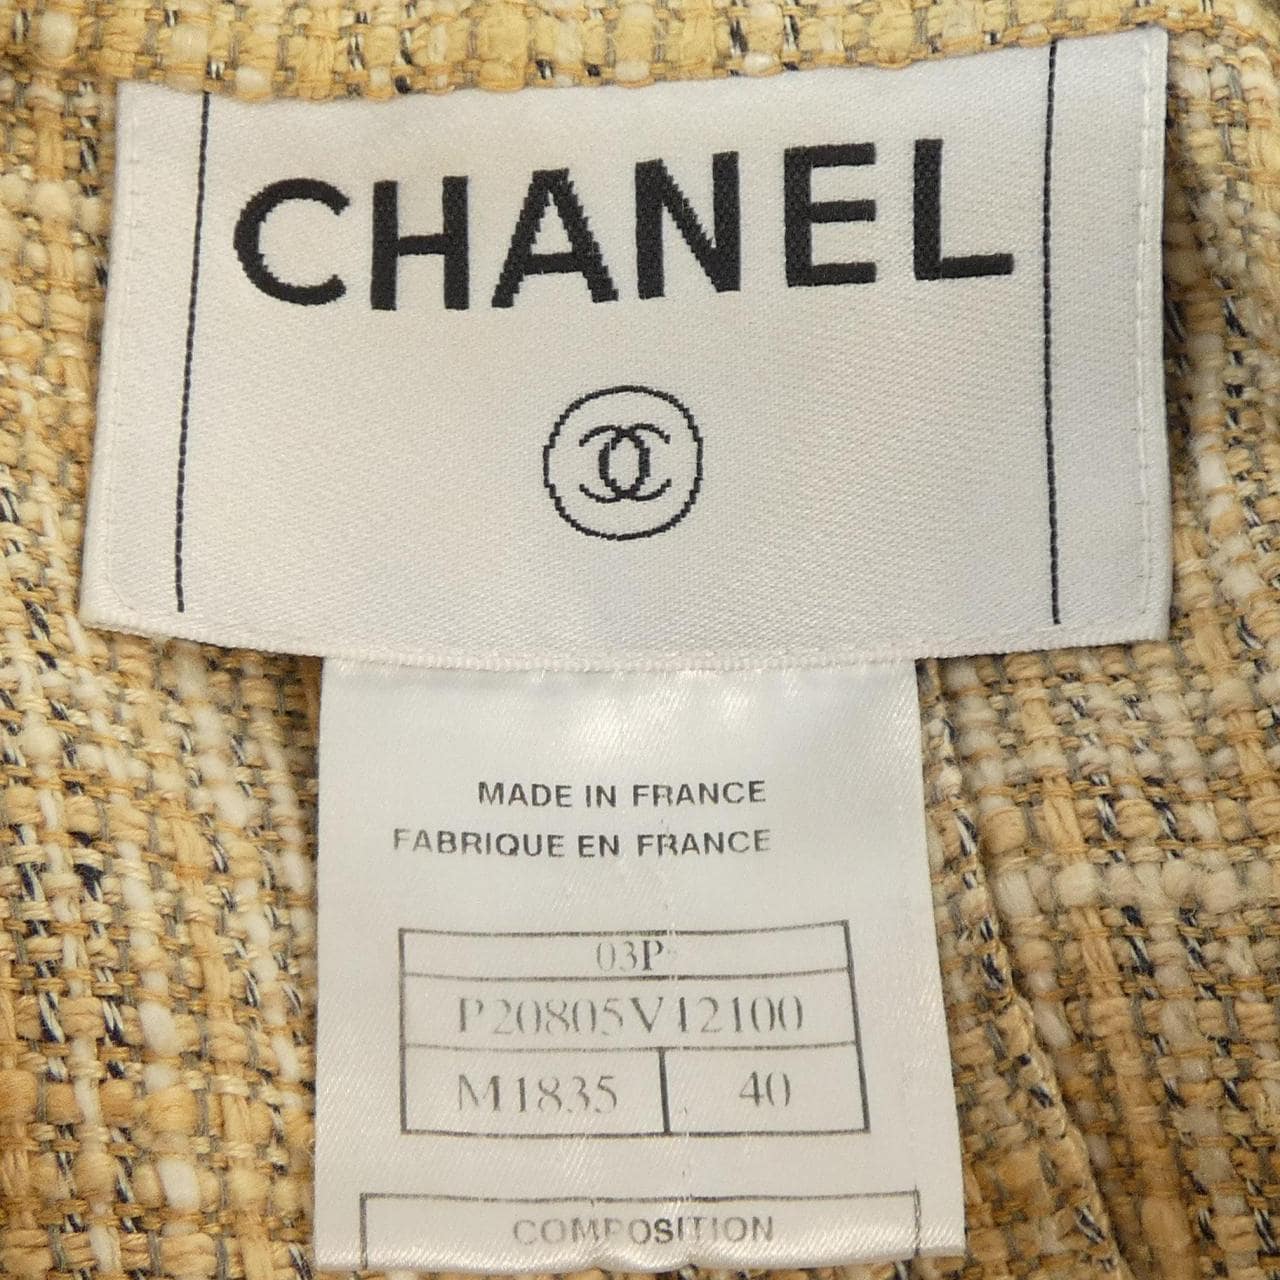 CHANEL
MADE IN FRANCE
FABRIQUE EN FRANCE
03P
P20805V12100
M1835 40
COMPOSITION